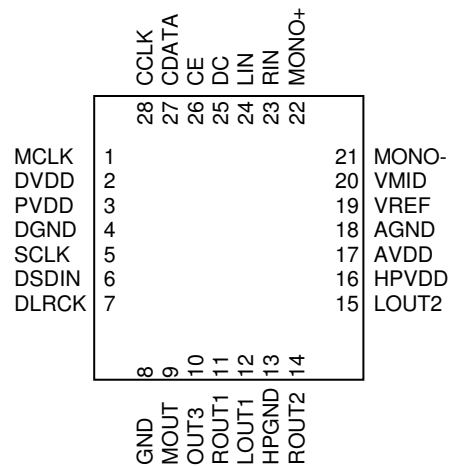 CCLK
CDATA
CE
DC
LIN
RIN
MONO+
28
27
26
25
24
23
22
MCLK 1
DVDD 2
PVDD 3
DGND 4
SCLK 5
DSDIN 6
DLRCK 7
21 MONO-
20 VMID
19 VREF
18 AGND
17 AVDD
16 HPVDD
15 LOUT2
8
9
10
11
12
13
14
GND
MOUT
OUT3
ROUT1
LOUT1
HPGND
ROUT2